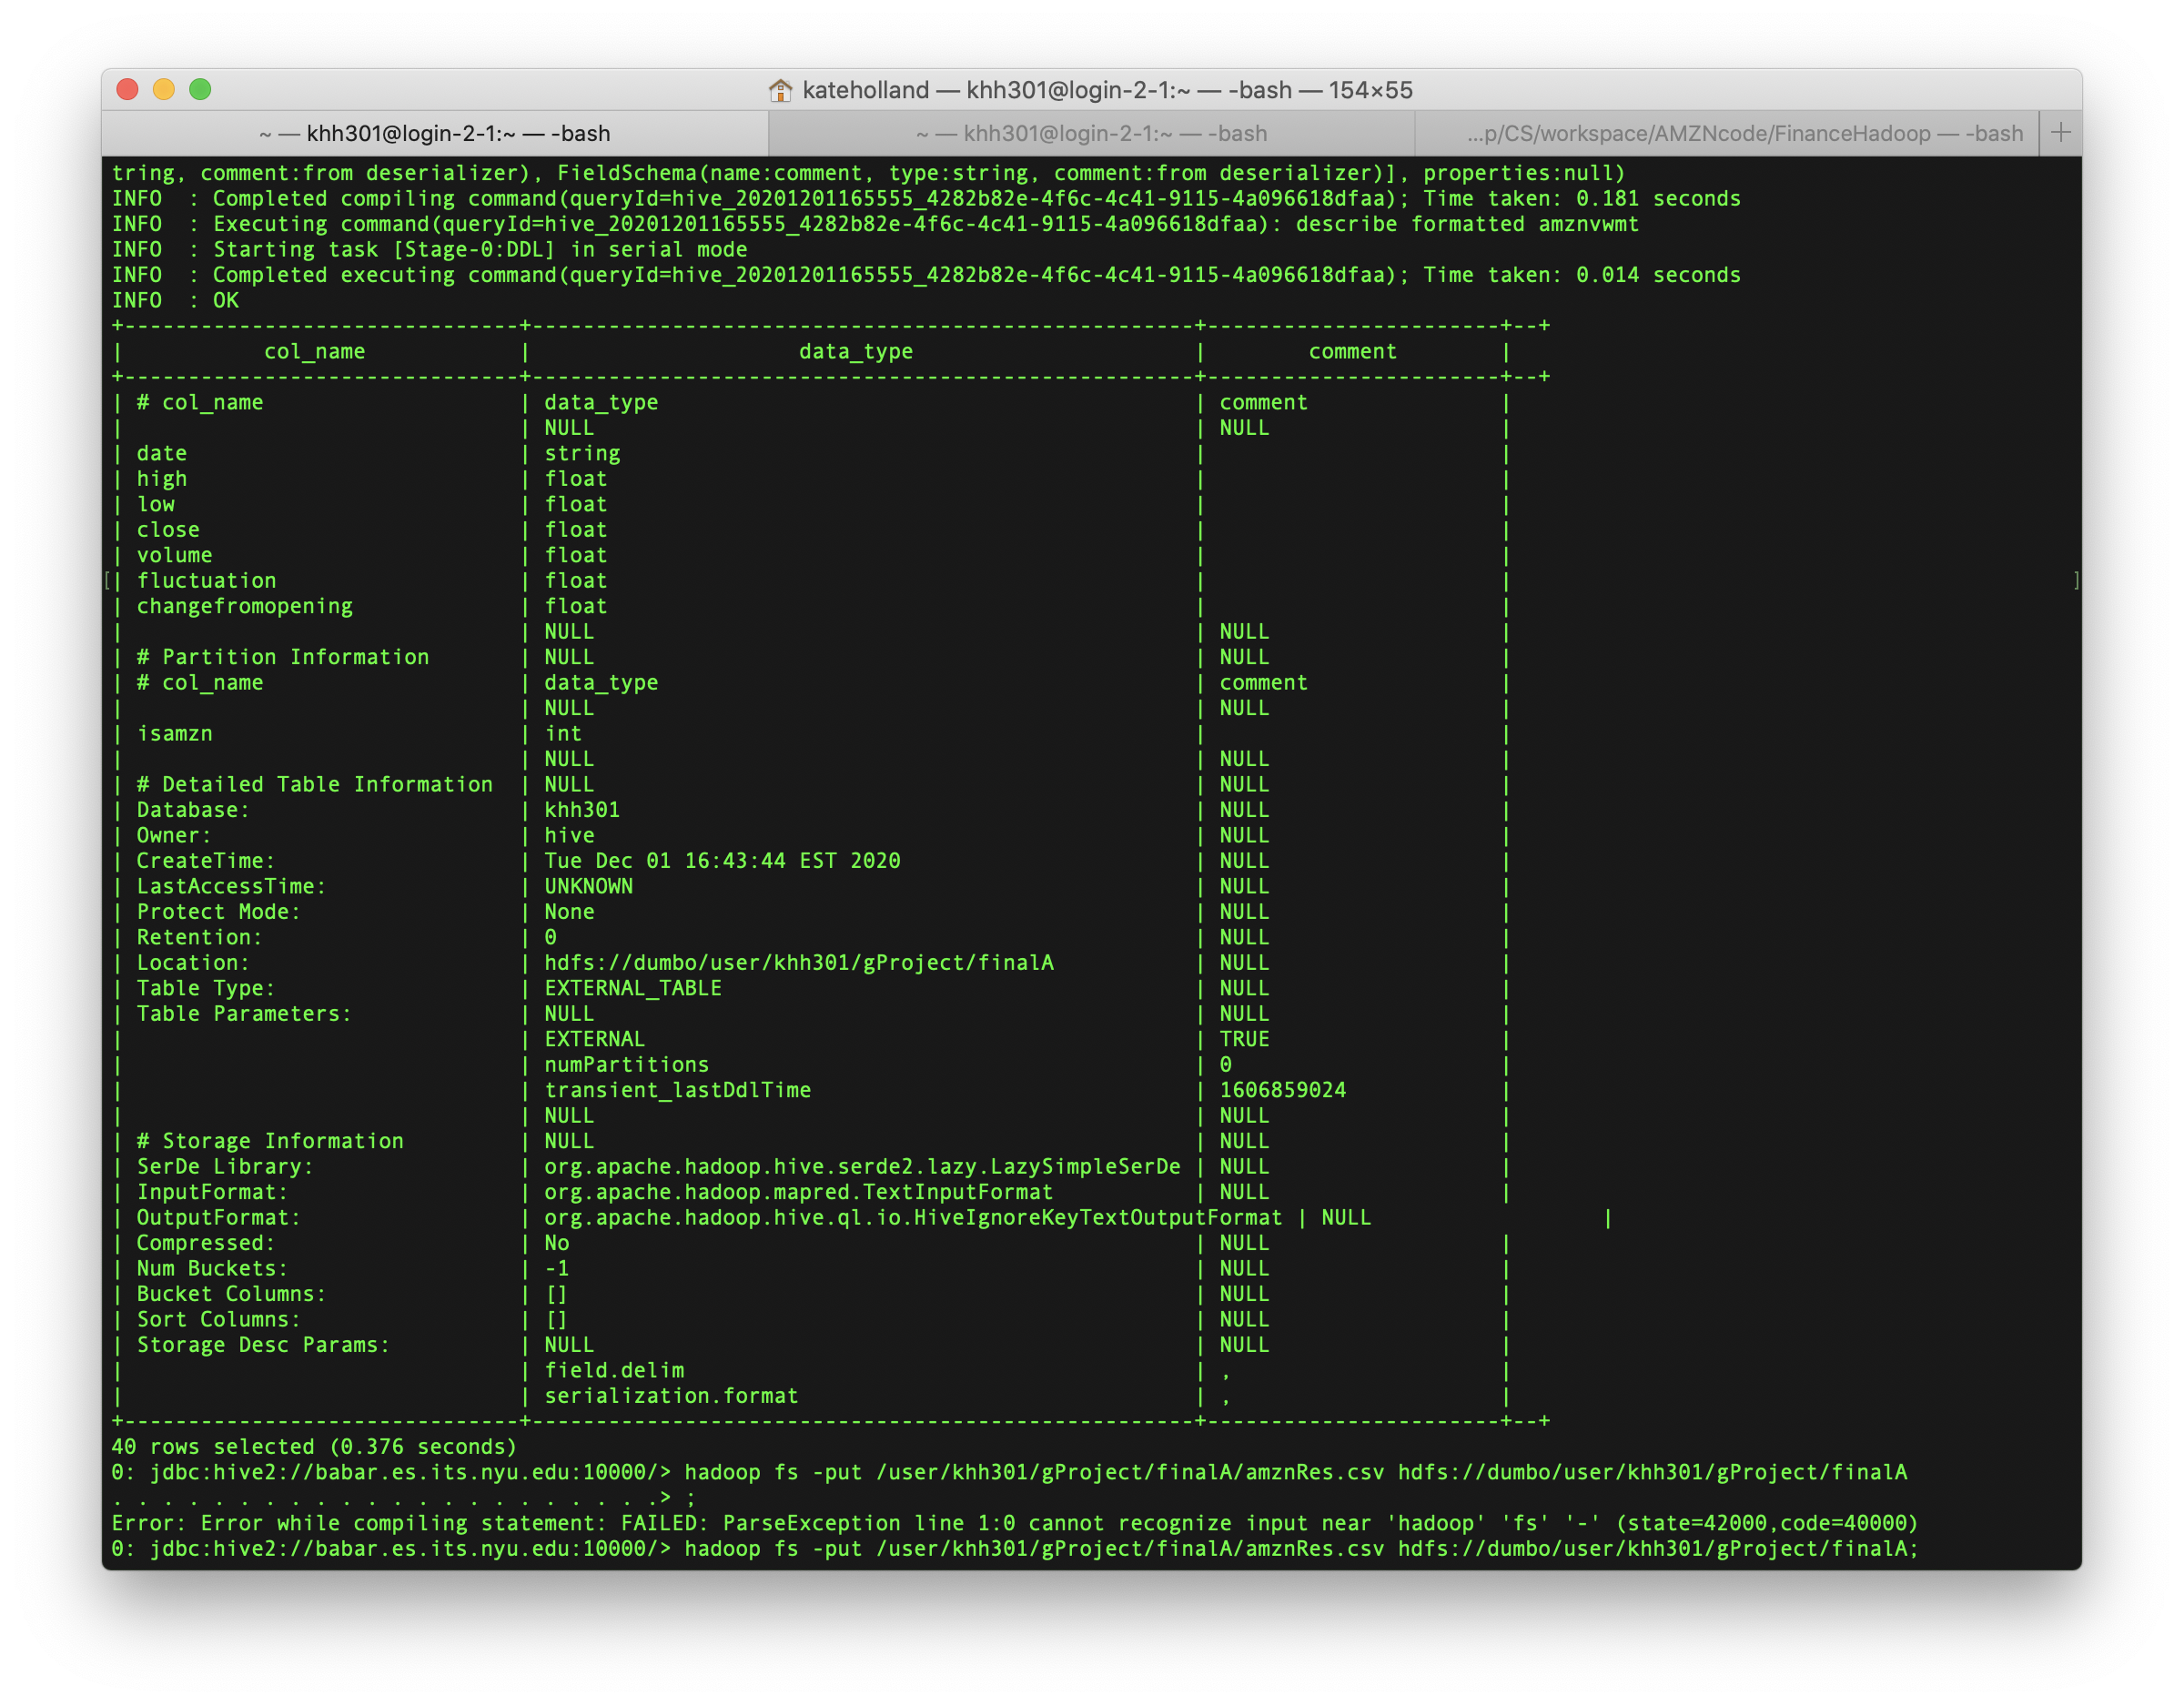 kateholland — khh301@login-2-1:~ — -bash — 154×55
~ — khh301@login-2-1:~ — -bash
~ — khh301@login-2-1:~ — -bash
...p/CS/workspace/AMZNcode/FinanceHadoop — -bash
+
tring, comment:from deserializer), FieldSchema(name:comment, type:string, comment:from deserializer)], properties:null)
INFO  : Completed compiling command(queryId=hive_20201201165555_4282b82e-4f6c-4c41-9115-4a096618dfaa); Time taken: 0.181 seconds
INFO  : Executing command(queryId=hive_20201201165555_4282b82e-4f6c-4c41-9115-4a096618dfaa): describe formatted amznvwmt
INFO  : Starting task [Stage-0:DDL] in serial mode
INFO  : Completed executing command(queryId=hive_20201201165555_4282b82e-4f6c-4c41-9115-4a096618dfaa); Time taken: 0.014 seconds
INFO  : OK
+-------------------------------+----------------------------------------------------+-----------------------+--+
|           col_name            |                     data_type                      |        comment        |
+-------------------------------+----------------------------------------------------+-----------------------+--+
| # col_name                    | data_type                                          | comment               |
|                               | NULL                                               | NULL                  |
| date                          | string                                             |                       |
| high                          | float                                              |                       |
| low                           | float                                              |                       |
| close                         | float                                              |                       |
| volume                        | float                                              |                       |
[| fluctuation                   | float                                              |                       | ]
| changefromopening             | float                                              |                       |
|                               | NULL                                               | NULL                  |
| # Partition Information       | NULL                                               | NULL                  |
| # col_name                    | data_type                                          | comment               |
|                               | NULL                                               | NULL                  |
| isamzn                        | int                                                |                       |
|                               | NULL                                               | NULL                  |
| # Detailed Table Information  | NULL                                               | NULL                  |
| Database:                     | khh301                                             | NULL                  |
| Owner:                        | hive                                               | NULL                  |
| CreateTime:                   | Tue Dec 01 16:43:44 EST 2020                       | NULL                  |
| LastAccessTime:               | UNKNOWN                                            | NULL                  |
| Protect Mode:                 | None                                               | NULL                  |
| Retention:                    | 0                                                  | NULL                  |
| Location:                     | hdfs://dumbo/user/khh301/gProject/finalA           | NULL                  |
| Table Type:                   | EXTERNAL_TABLE                                     | NULL                  |
| Table Parameters:             | NULL                                               | NULL                  |
|                               | EXTERNAL                                           | TRUE                  |
|                               | numPartitions                                      | 0                     |
|                               | transient_lastDdlTime                              | 1606859024            |
|                               | NULL                                               | NULL                  |
| # Storage Information         | NULL                                               | NULL                  |
| SerDe Library:                | org.apache.hadoop.hive.serde2.lazy.LazySimpleSerDe | NULL                  |
| InputFormat:                  | org.apache.hadoop.mapred.TextInputFormat           | NULL                  |
| OutputFormat:                 | org.apache.hadoop.hive.ql.io.HiveIgnoreKeyTextOutputFormat | NULL                  |
| Compressed:                   | No                                                 | NULL                  |
| Num Buckets:                  | -1                                                 | NULL                  |
| Bucket Columns:               | []                                                 | NULL                  |
| Sort Columns:                 | []                                                 | NULL                  |
| Storage Desc Params:          | NULL                                               | NULL                  |
|                               | field.delim                                        | ,                     |
|                               | serialization.format                               | ,                     |
+-------------------------------+----------------------------------------------------+-----------------------+--+
40 rows selected (0.376 seconds)
0: jdbc:hive2://babar.es.its.nyu.edu:10000/> hadoop fs -put /user/khh301/gProject/finalA/amznRes.csv hdfs://dumbo/user/khh301/gProject/finalA
. . . . . . . . . . . . . . . . . . . . . .> ;
Error: Error while compiling statement: FAILED: ParseException line 1:0 cannot recognize input near 'hadoop' 'fs' '-' (state=42000,code=40000)
0: jdbc:hive2://babar.es.its.nyu.edu:10000/> hadoop fs -put /user/khh301/gProject/finalA/amznRes.csv hdfs://dumbo/user/khh301/gProject/finalA;